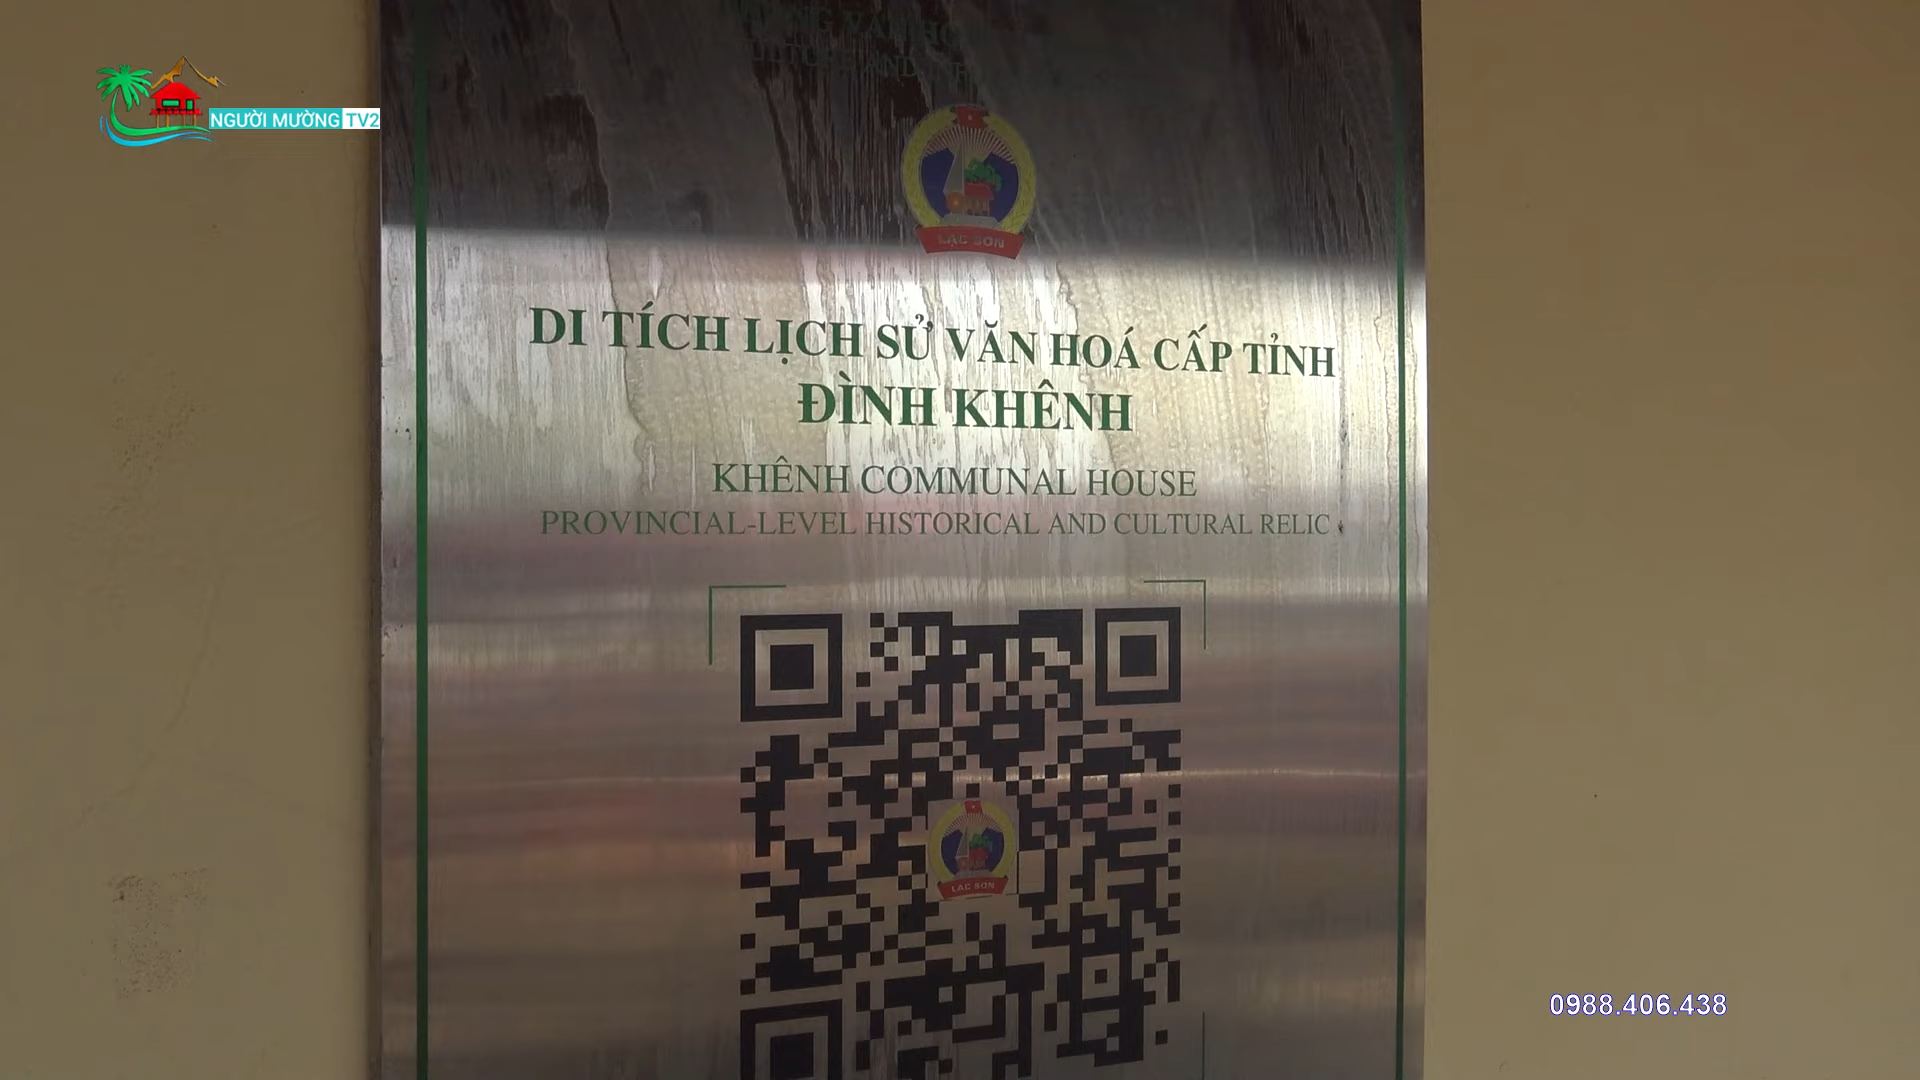 NGƯỜI MƯỜNG TV2
LẠC SƠN
DI TÍCH LỊCH SỬ VĂN HOÁ CẤP TỈNH
ĐÌNH KHÊNH
KHÊNH COMMUNAL HOUSE
PROVINCIAL-LEVEL HISTORICAL AND CULTURAL RELIC
LẠC SƠN
0988.406.438